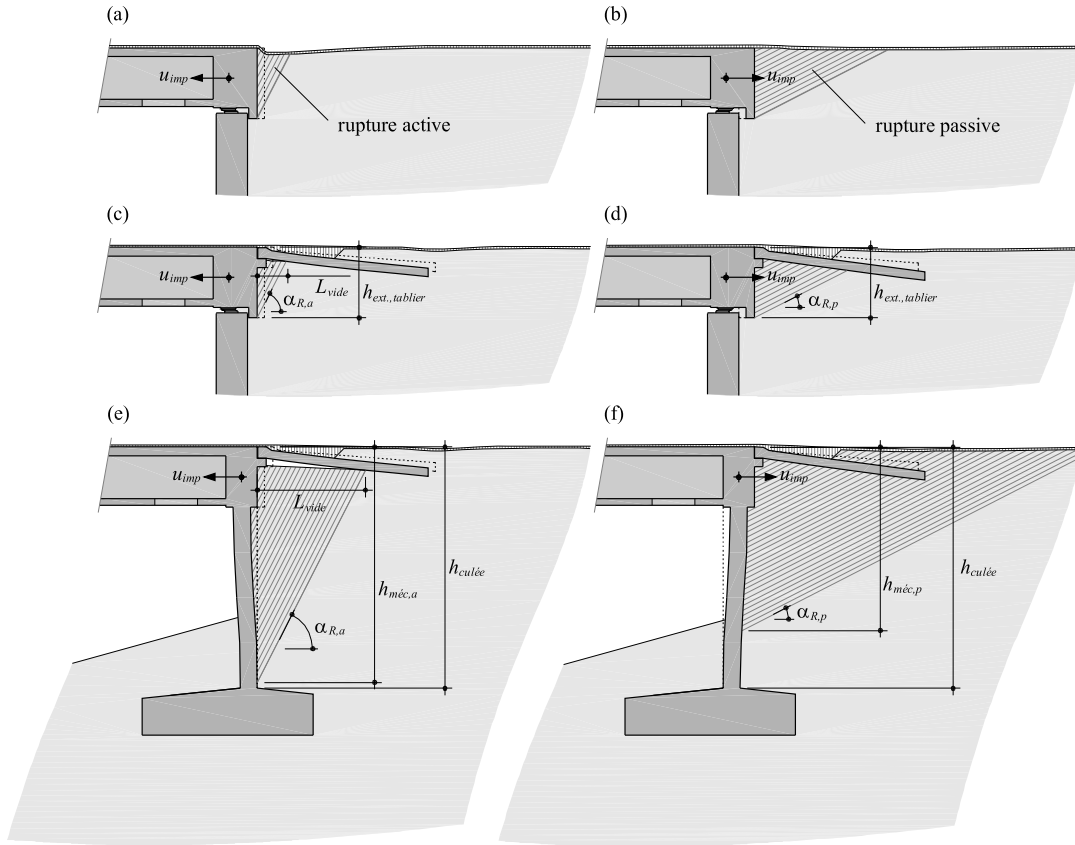 (a)
u_imp
rupture active
(b)
u_imp
rupture passive
(c)
u_imp
L_vide
α_R,a
h_ext.,tablier
(d)
u_imp
α_R,p
h_ext.,tablier
(e)
u_imp
L_vide
h_culée
h_méc,a
α_R,a
(f)
u_imp
h_culée
h_méc,p
α_R,p